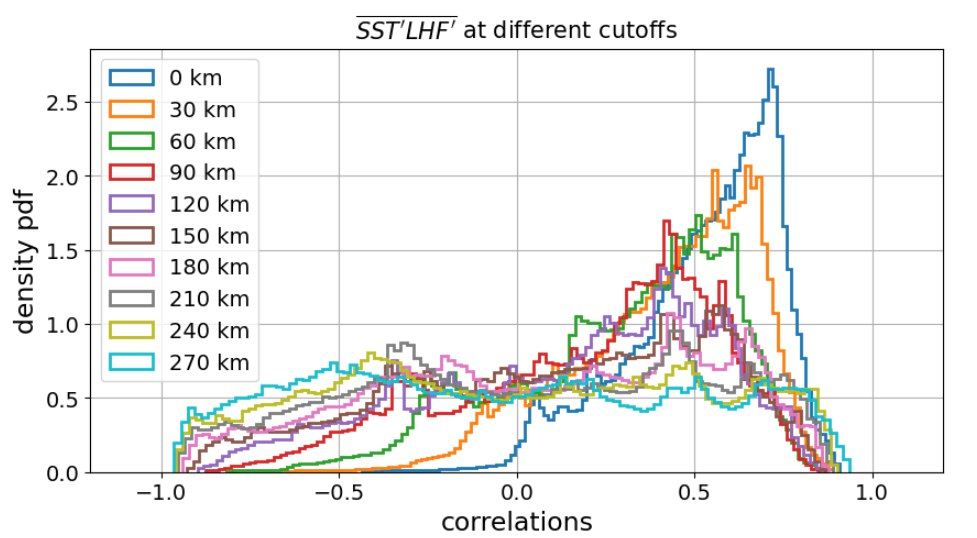 SST'LHF' at different cutoffs
density pdf
2.5
2.0
1.5
1.0
0.5
0.0
0 km
30 km
60 km
90 km
120 km
150 km
180 km
210 km
240 km
270 km
−1.0 −0.5 0.0 0.5 1.0
correlations